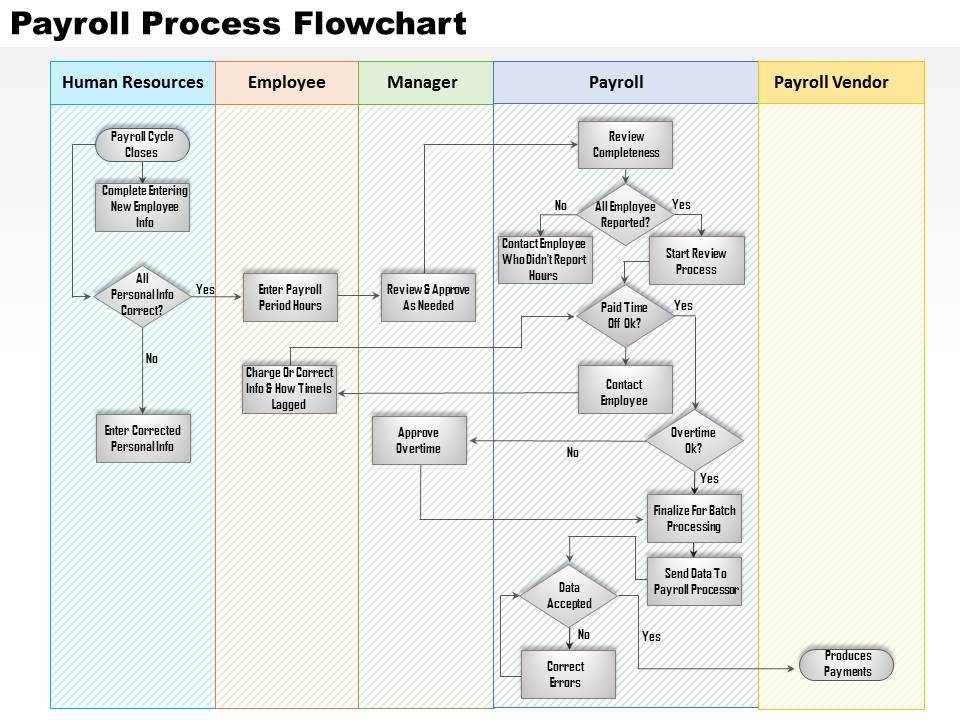 Payroll Process Flowchart
Human Resources
Employee
Manager
Payroll
Payroll Vendor
Payroll Cycle
Closes
Complete Entering
New Employee
Info
All
Personal Info
Correct?
Yes
No
Enter Corrected
Personal Info
Enter Payroll
Period Hours
Charge Or Correct
Info & How Time Is
Lagged
Review & Approve
As Needed
Approve
Overtime
Review
Completeness
All Employee
Reported?
No
Yes
Contact Employee
Who Didn't Report
Hours
Start Review
Process
Paid Time
Off Ok?
Yes
Contact
Employee
Overtime
Ok?
No
Yes
Finalize For Batch
Processing
Send Data To
Payroll Processor
Data
Accepted
No
Yes
Correct
Errors
Produces
Payments